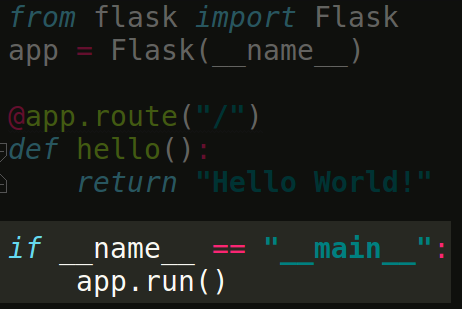 from flask import Flask
app = Flask(__name__)
@app.route("/")
def hello():
return "Hello World!"
if __name__ == "__main__":
app.run()